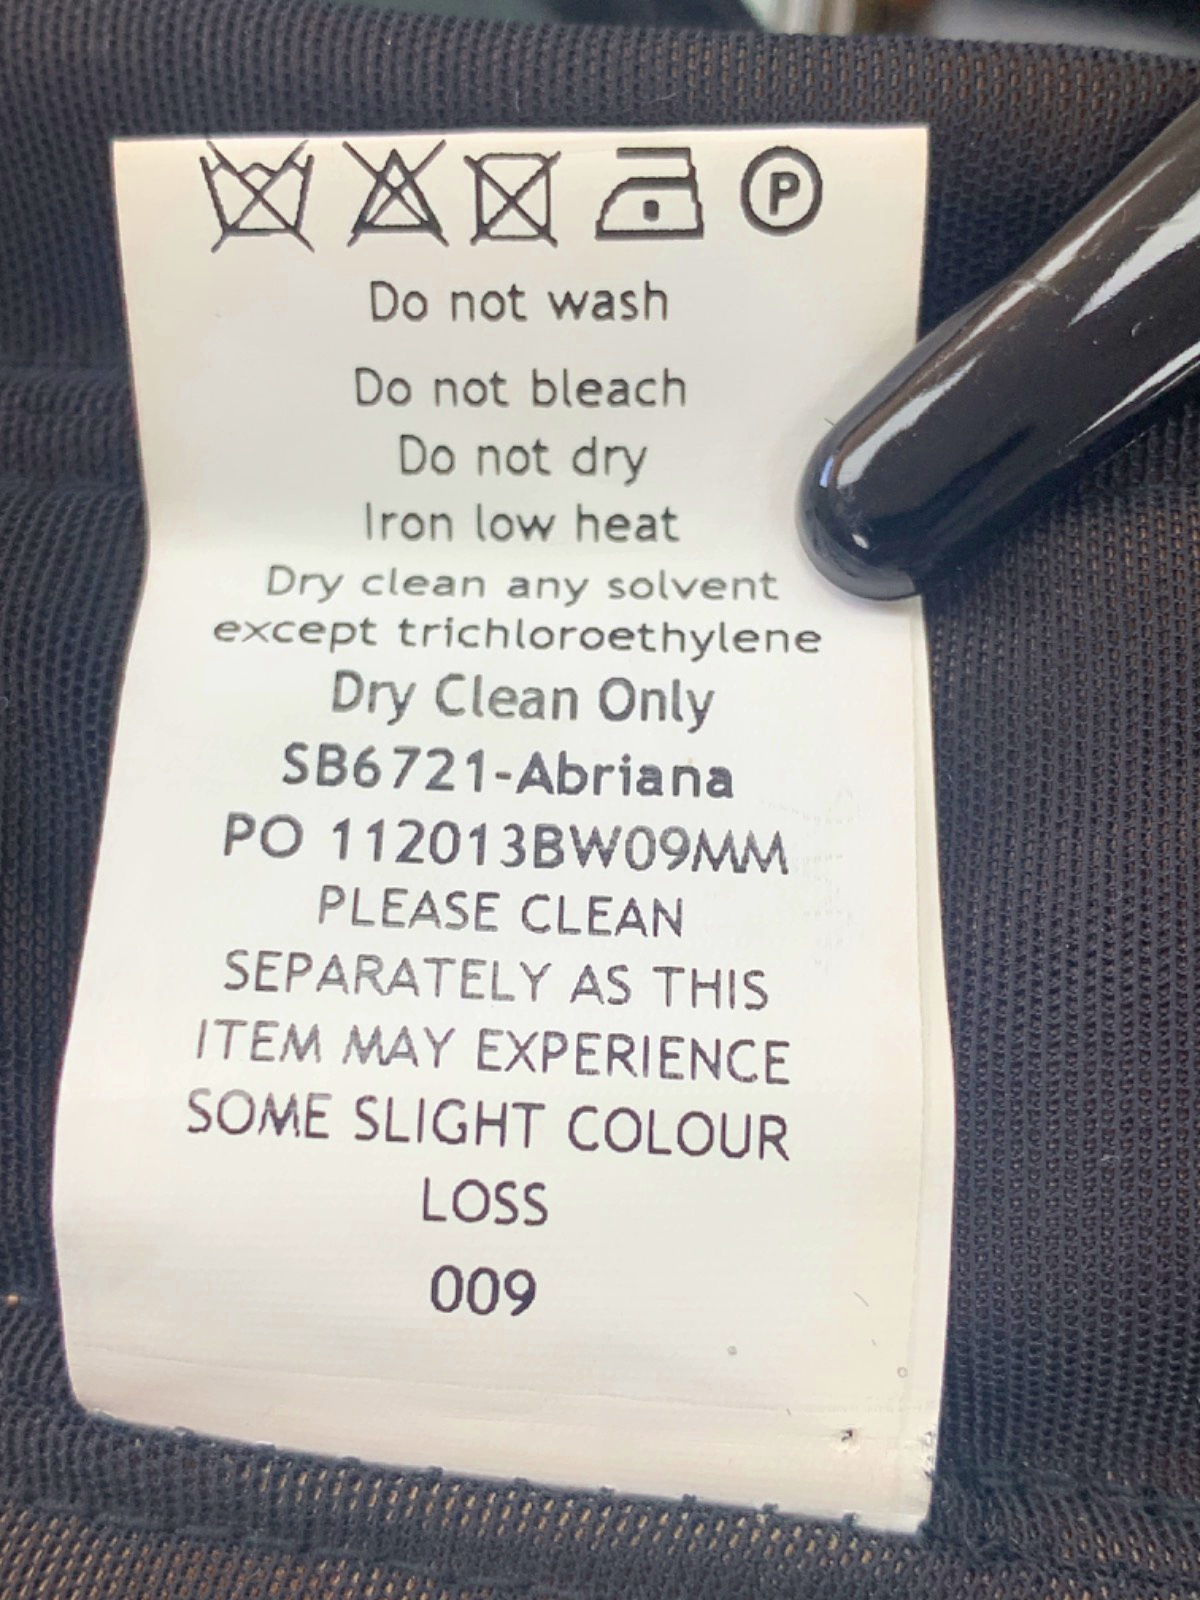 P
Do not wash
Do not bleach
Do not dry
Iron low heat
Dry clean any solvent
except trichloroethylene
Dry Clean Only
SB6721-Abriana
PO 112013BW09MM
PLEASE CLEAN
SEPARATELY AS THIS
ITEM MAY EXPERIENCE
SOME SLIGHT COLOUR
LOSS
009